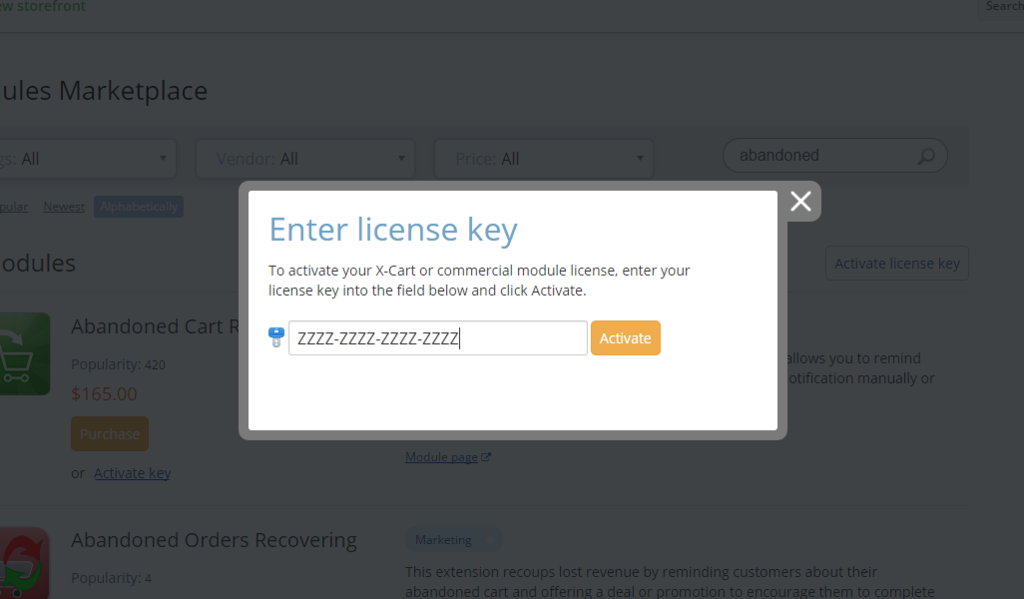 ew storefront
Search
ules Marketplace
gs: All
Vendor: All
Price: All
abandoned
pular Newest Alphabetically
Enter license key
odules
Activate license key
To activate your X-Cart or commercial module license, enter your
license key into the field below and click Activate.
ZZZZ-ZZZZ-ZZZZ-ZZZZ
Activate
Abandoned Cart R
Popularity: 420
$165.00
Purchase
or Activate key
allows you to remind
otification manually or
Module page
Abandoned Orders Recovering
Popularity: 4
Marketing
This extension recoups lost revenue by reminding customers about their
abandoned cart and offering a deal or promotion to encourage them to complete